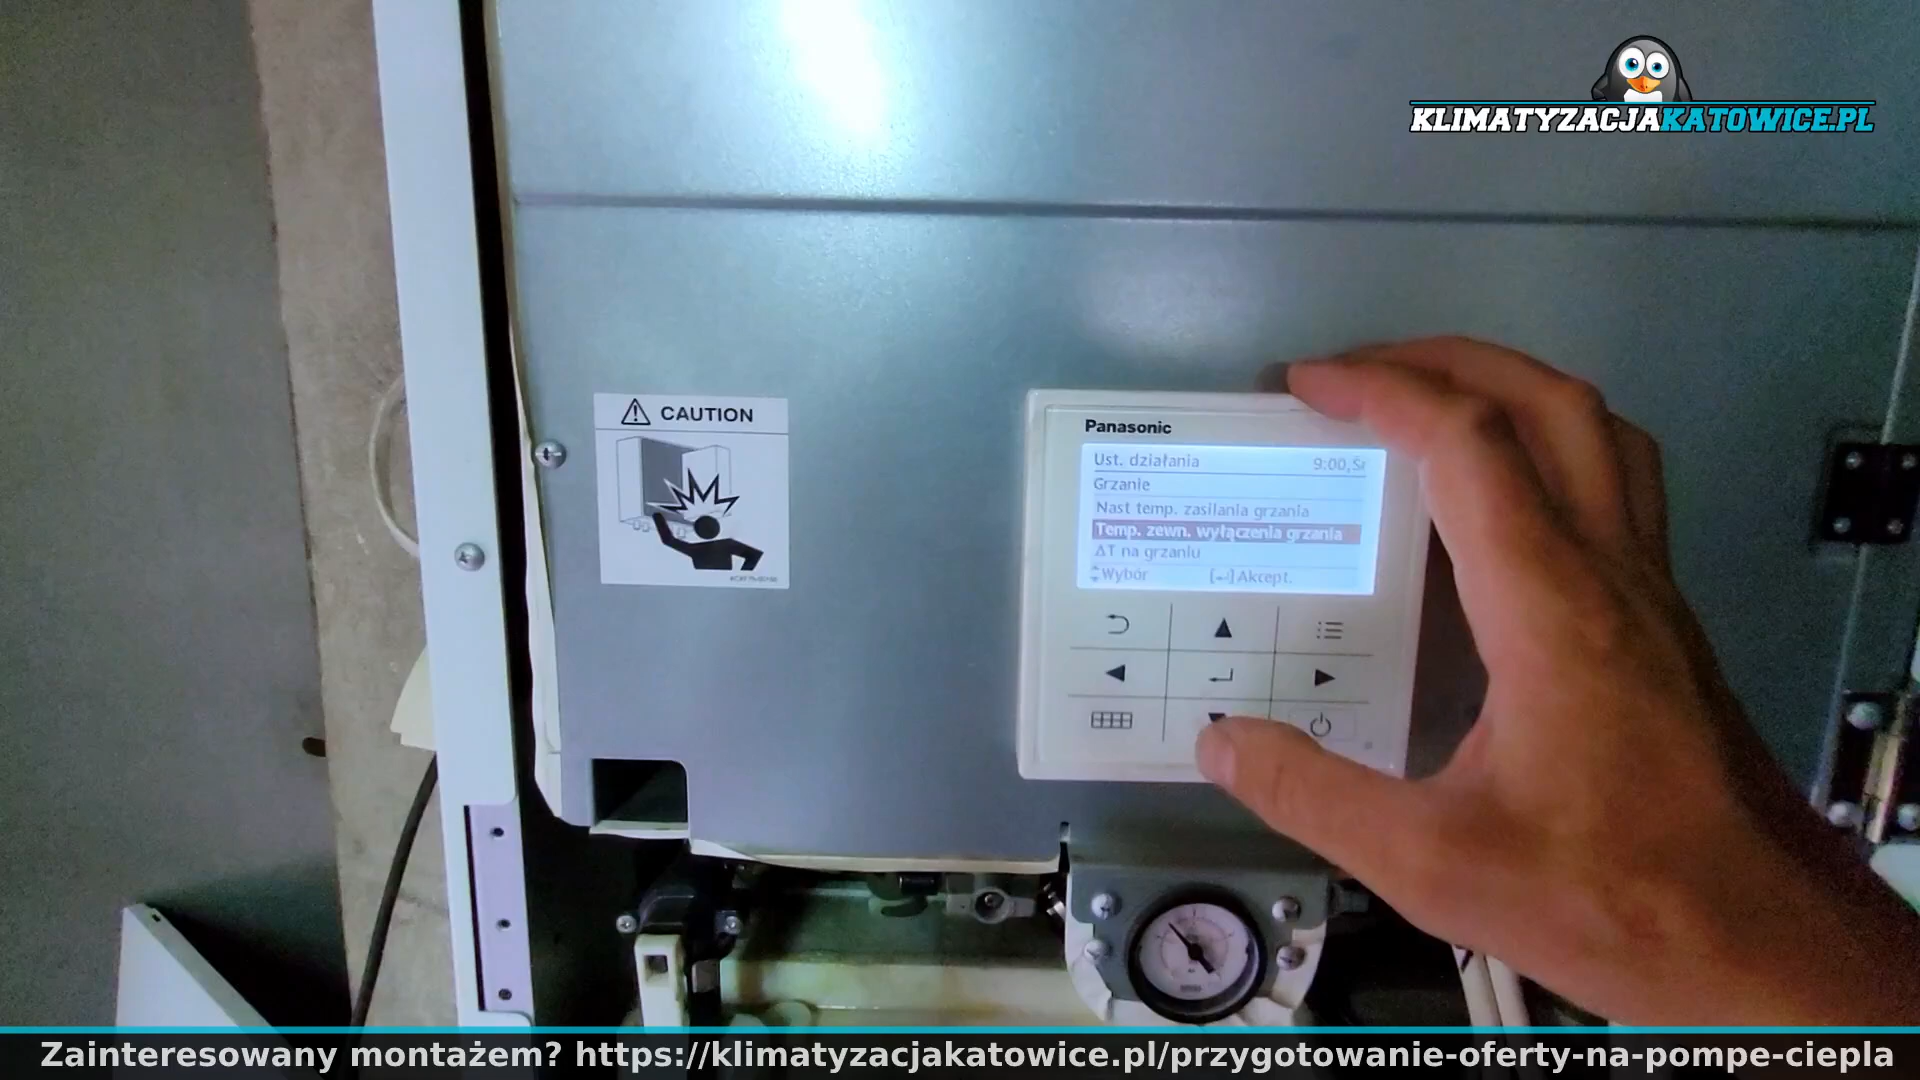 KLIMATYZACJAKATOWICE.PL
CAUTION
Panasonic
Ust. działania 9:00,Śr
Grzanie
Nast temp. zasilania grzania
Temp. zewn. wyłączenia grzania
ΔT na grzaniu
Wybór [↵] Akcept.
Zainteresowany montażem? https://klimatyzacjakatowice.pl/przygotowanie-oferty-na-pompe-ciepla